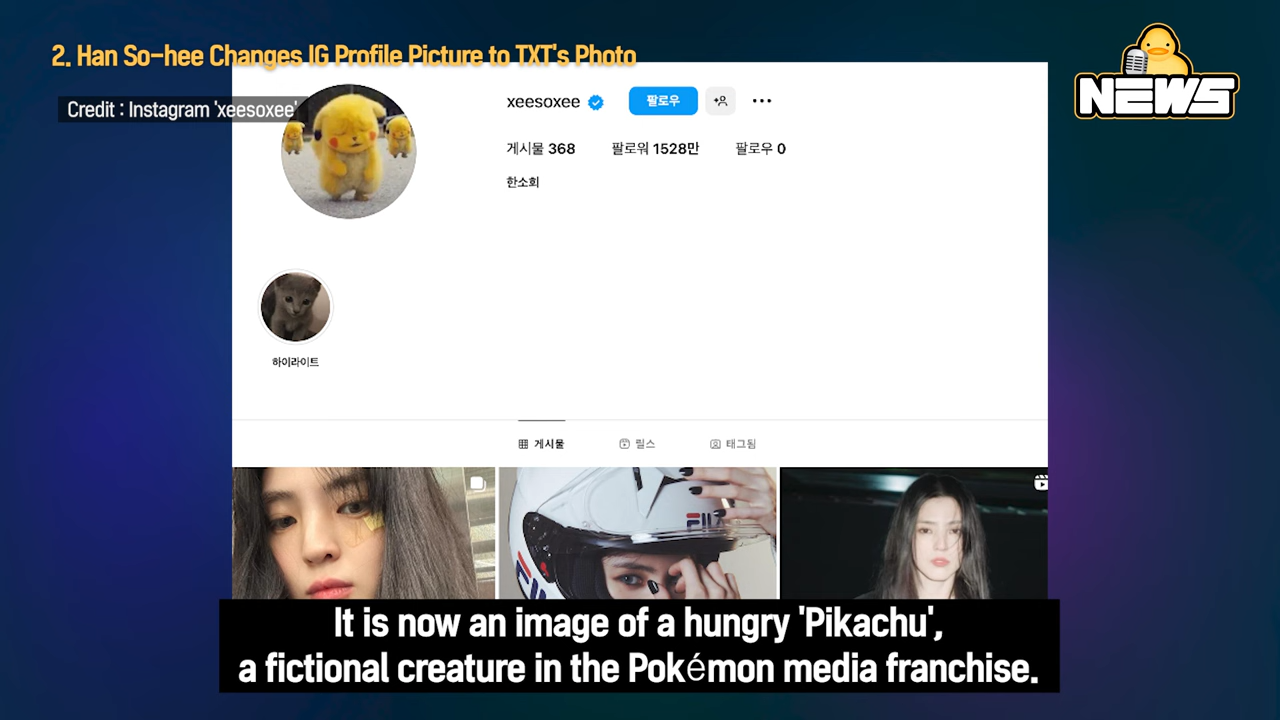 2. Han So-hee Changes IG Profile Picture to TXT's Photo
NEWS
Credit : Instagram 'xeesoxee'
xeesoxee
팔로우
게시물 368 팔로워 1528만 팔로우 0
한소희
하이라이트
게시물 릴스 태그됨
FILA
It is now an image of a hungry 'Pikachu',
a fictional creature in the Pokémon media franchise.